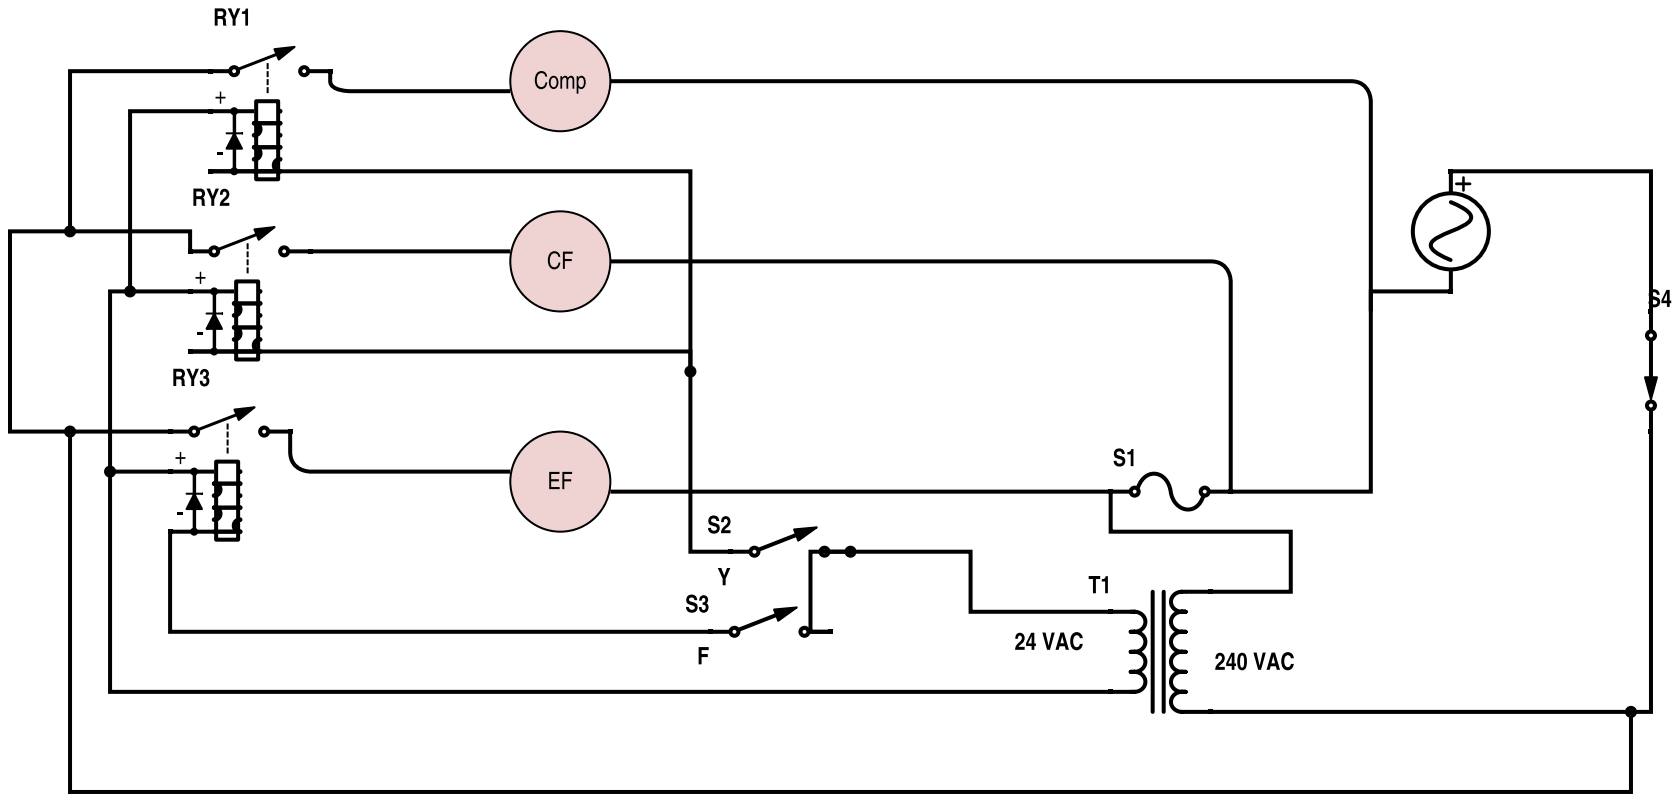 RY1
Comp
+
-
RY2
CF
+
-
RY3
EF
+
-
+
S4
S1
S2
Y
S3
F
T1
24 VAC
240 VAC